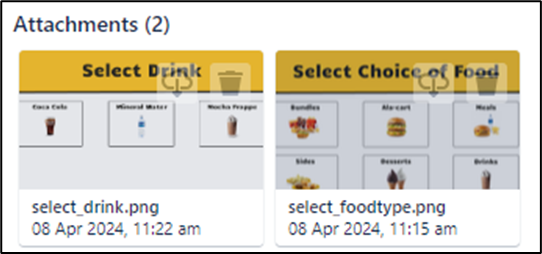 Attachments (2)
Select Drink
Coca Cola
Mineral Water
Mocha Frappe
select_drink.png
08 Apr 2024, 11:22 am
Select Choice of Food
Bundles
Ala-cart
Meals
Sides
Desserts
Drinks
select_foodtype.png
08 Apr 2024, 11:15 am